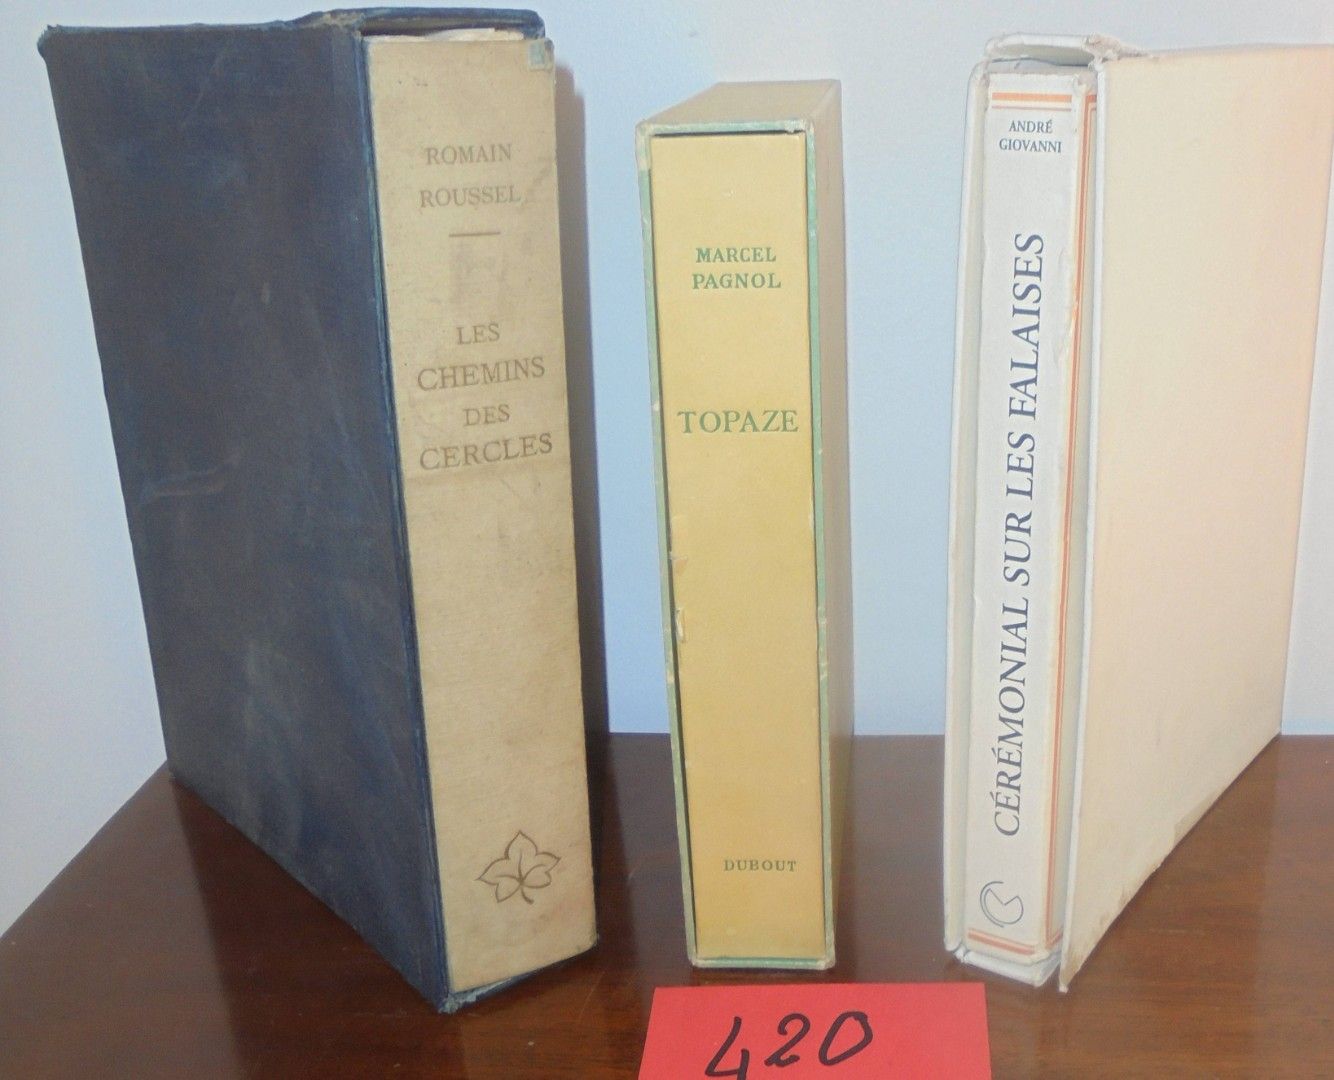 ROMAIN
ROUSSEL
LES
CHEMINS
DES
CERCLES
MARCEL
PAGNOL
TOPAZE
DUBOUT
ANDRÉ
GIOVANNI
CÉRÉMONIAL SUR LES FALAISES
420